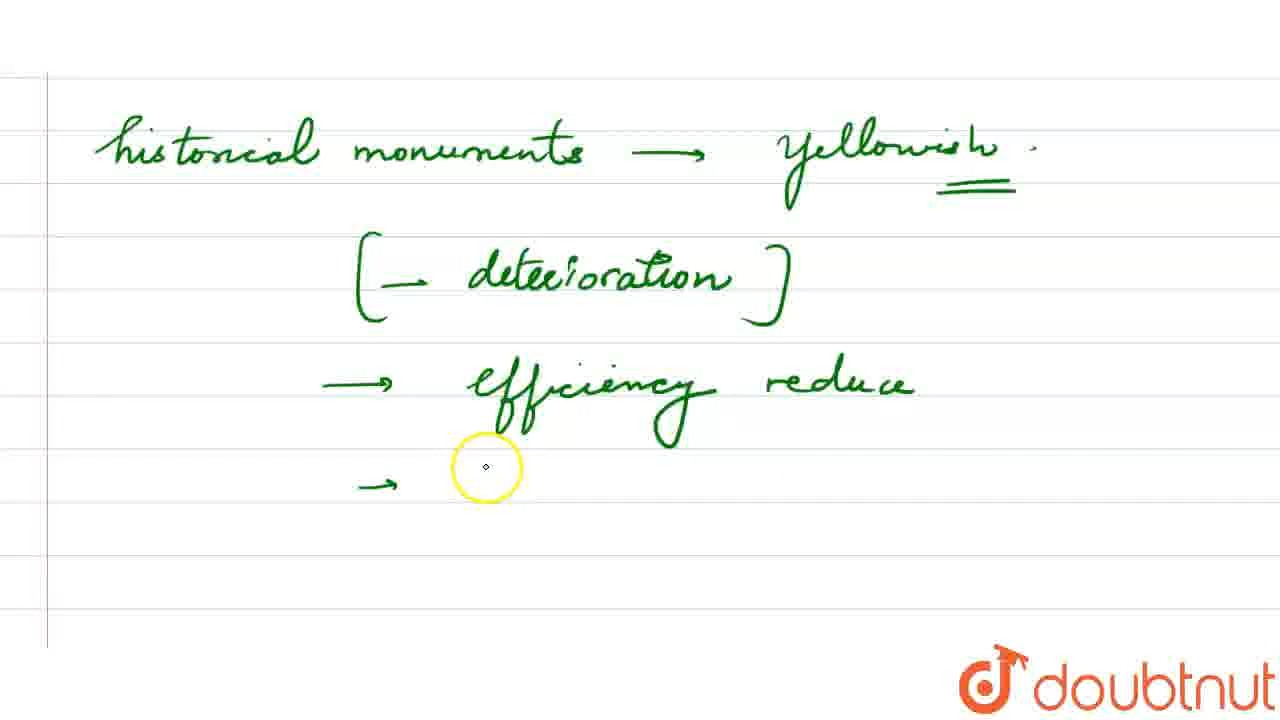 historical monuments → yellowish.
[→ deterioration]
→ efficiency reduce
→
doubtnut